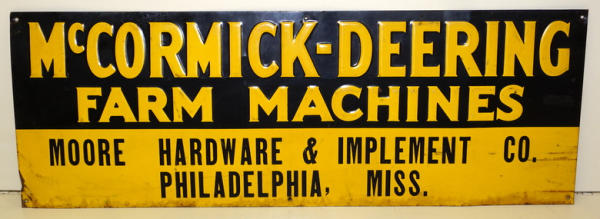 McCORMICK-DEERING
FARM MACHINES
MOORE HARDWARE & IMPLEMENT CO.
PHILADELPHIA, MISS.